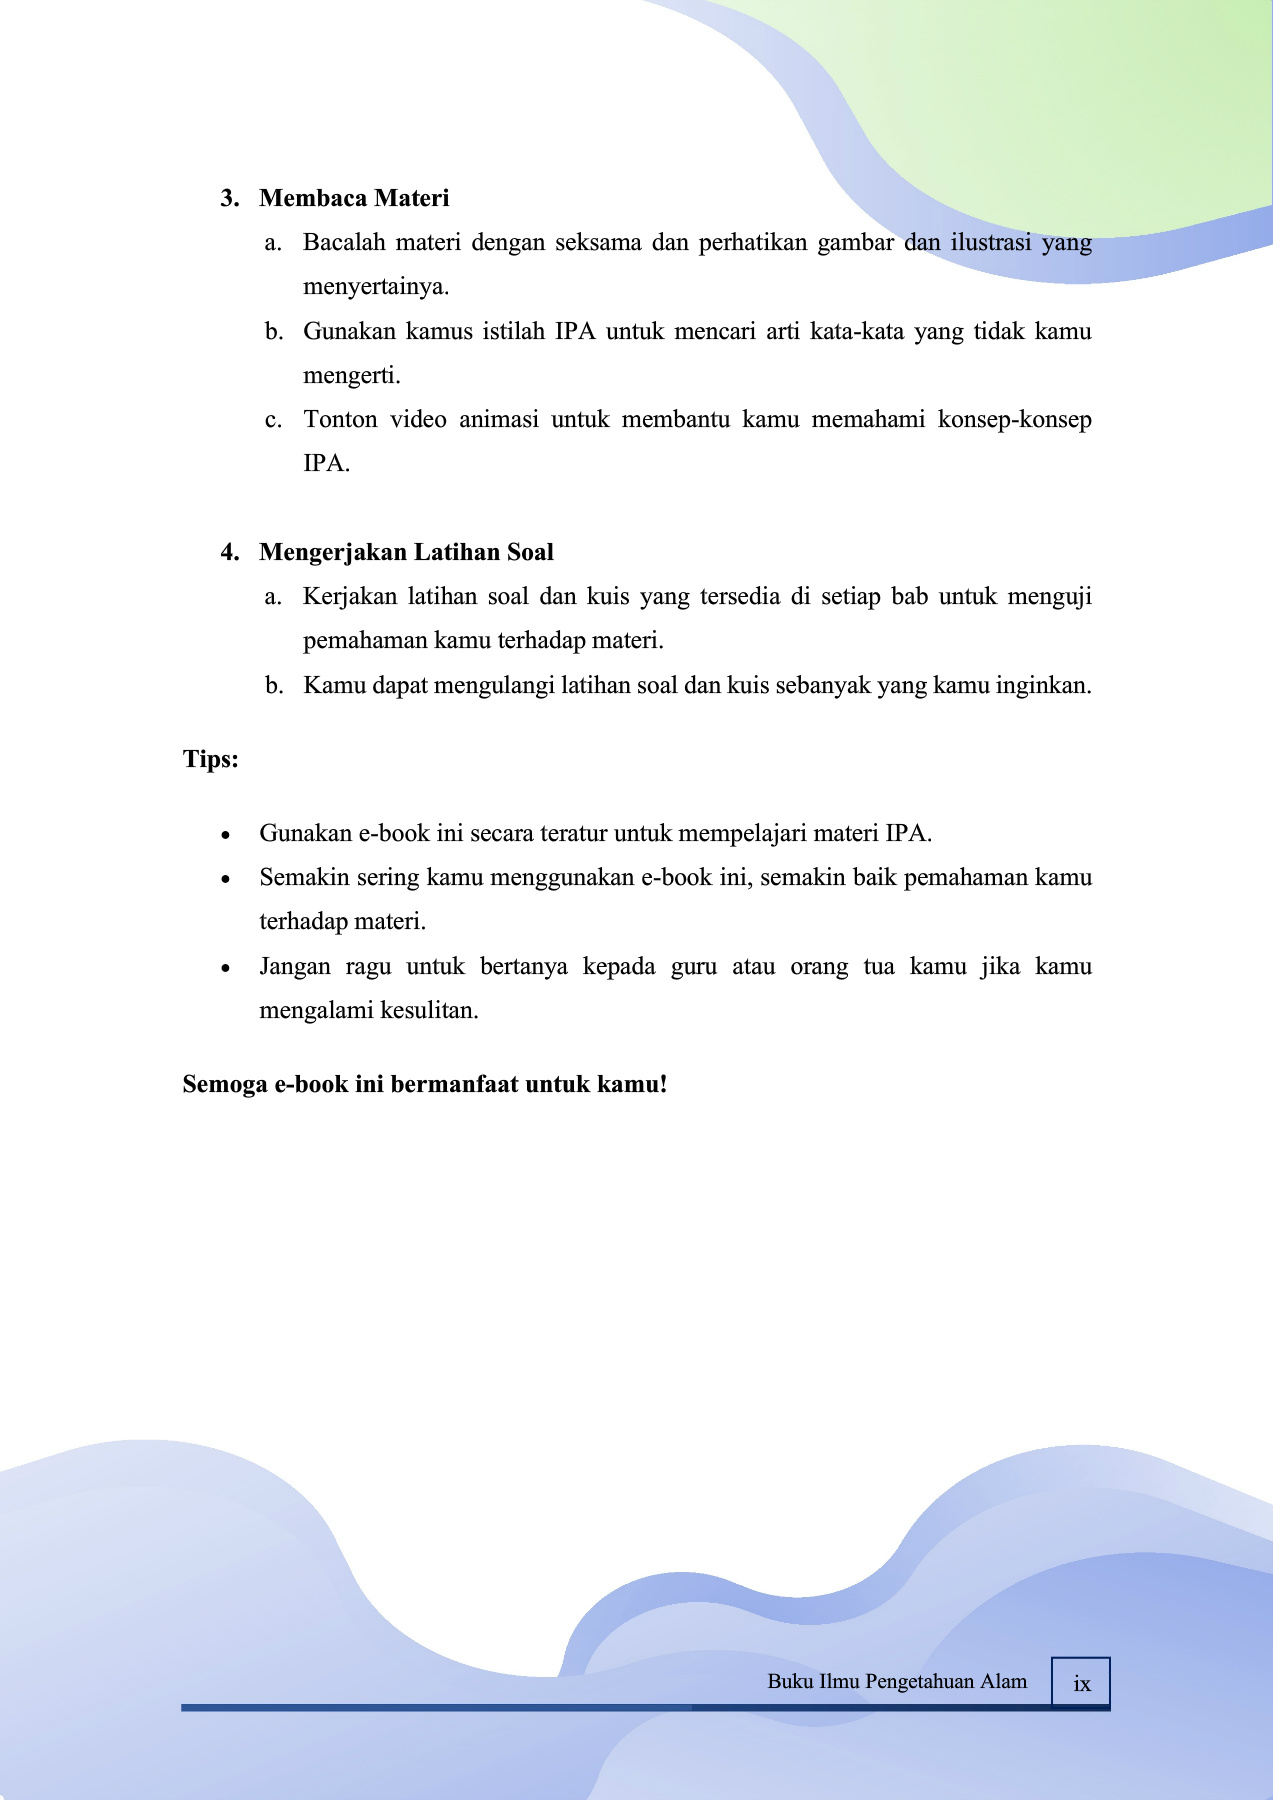 3. Membaca Materi
a. Bacalah materi dengan seksama dan perhatikan gambar dan ilustrasi yang
menyertainya.
b. Gunakan kamus istilah IPA untuk mencari arti kata-kata yang tidak kamu
mengerti.
c. Tonton video animasi untuk membantu kamu memahami konsep-konsep
IPA.
4. Mengerjakan Latihan Soal
a. Kerjakan latihan soal dan kuis yang tersedia di setiap bab untuk menguji
pemahaman kamu terhadap materi.
b. Kamu dapat mengulangi latihan soal dan kuis sebanyak yang kamu inginkan.
Tips:
• Gunakan e-book ini secara teratur untuk mempelajari materi IPA.
• Semakin sering kamu menggunakan e-book ini, semakin baik pemahaman kamu
terhadap materi.
• Jangan ragu untuk bertanya kepada guru atau orang tua kamu jika kamu
mengalami kesulitan.
Semoga e-book ini bermanfaat untuk kamu!
Buku Ilmu Pengetahuan Alam ix